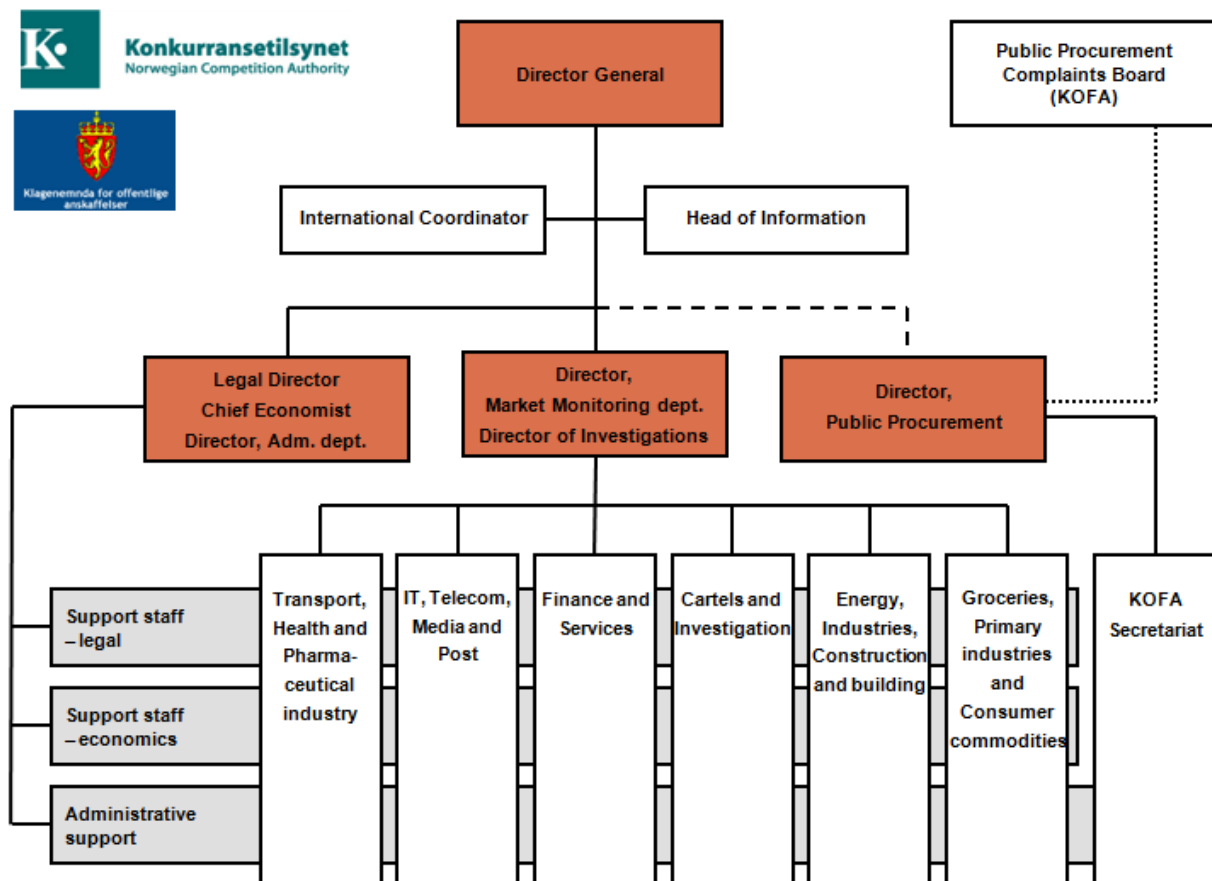 K•
Konkurransetilsynet
Norwegian Competition Authority
Klagenemnda for offentlige
anskaffelser
Director General
Public Procurement
Complaints Board
(KOFA)
International Coordinator
Head of Information
Legal Director
Chief Economist
Director, Adm. dept.
Director,
Market Monitoring dept.
Director of Investigations
Director,
Public Procurement
Support staff
– legal
Support staff
– economics
Administrative
support
Transport,
Health and
Pharma-
ceutical
industry
IT, Telecom,
Media and
Post
Finance and
Services
Cartels and
Investigation
Energy,
Industries,
Construction
and building
Groceries,
Primary
industries
and
Consumer
commodities
KOFA
Secretariat